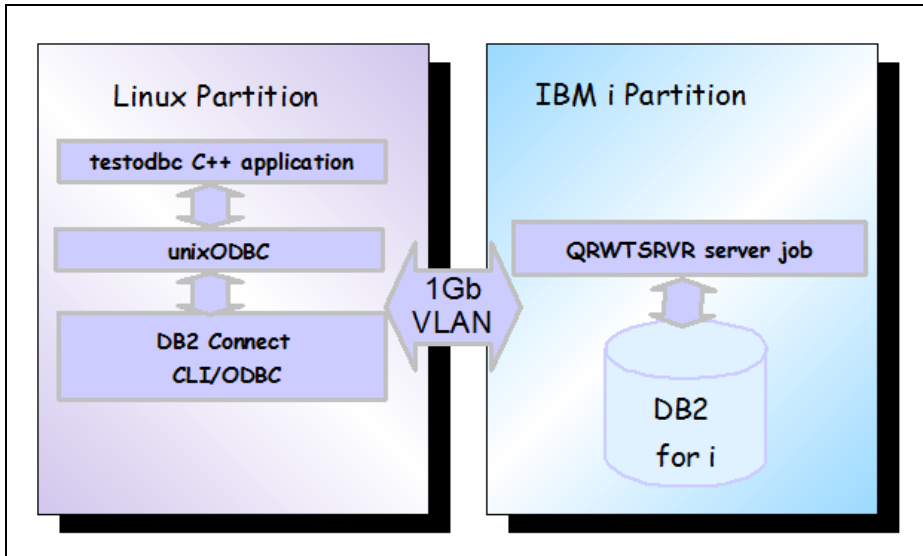 Linux Partition
testodbc C++ application
unixODBC
DB2 Connect
CLI/ODBC
1Gb
VLAN
IBM i Partition
QRWTSRVR server job
DB2
for i